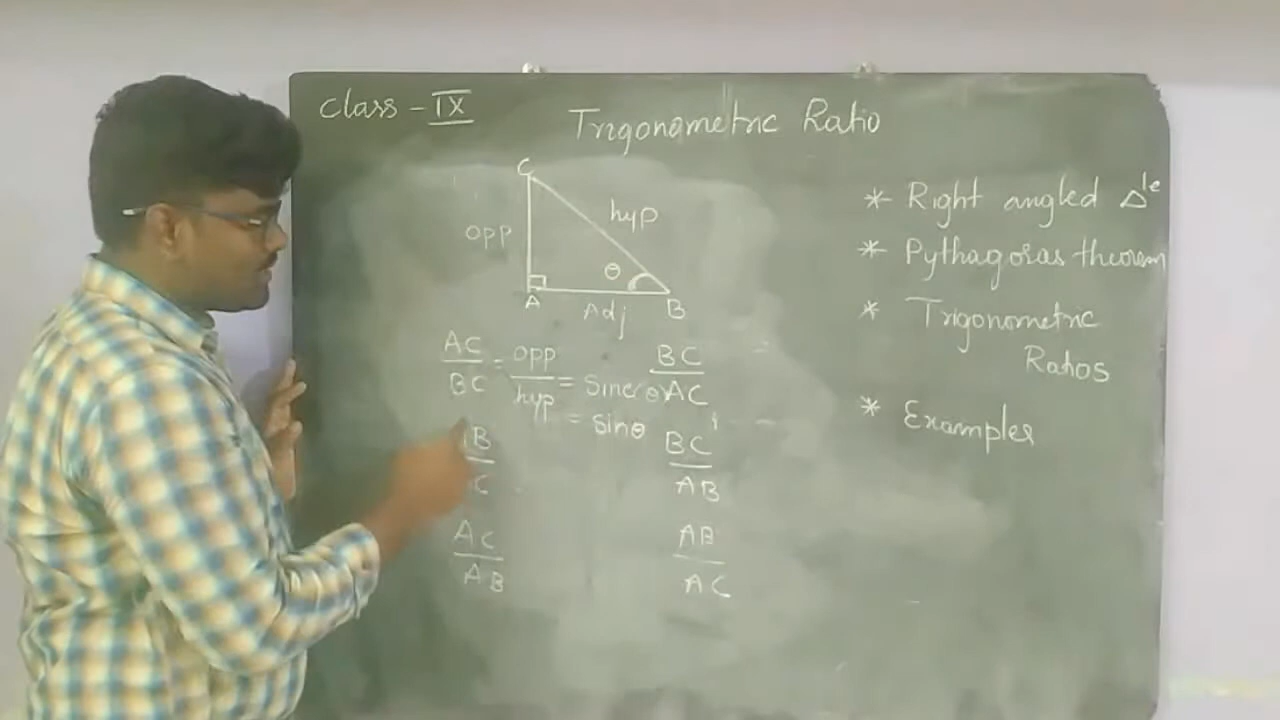 Class - IX
Trigonometric Ratio
C
hyp
opp
θ
A
Adj
B
AC/BC = opp/hyp = Sine θ
= sinθ
B/C
AC/AB
BC/AC
BC/AB
AB/AC
* Right angled Δle
* Pythagoras theorem
* Trigonometric
Ratios
* Examples